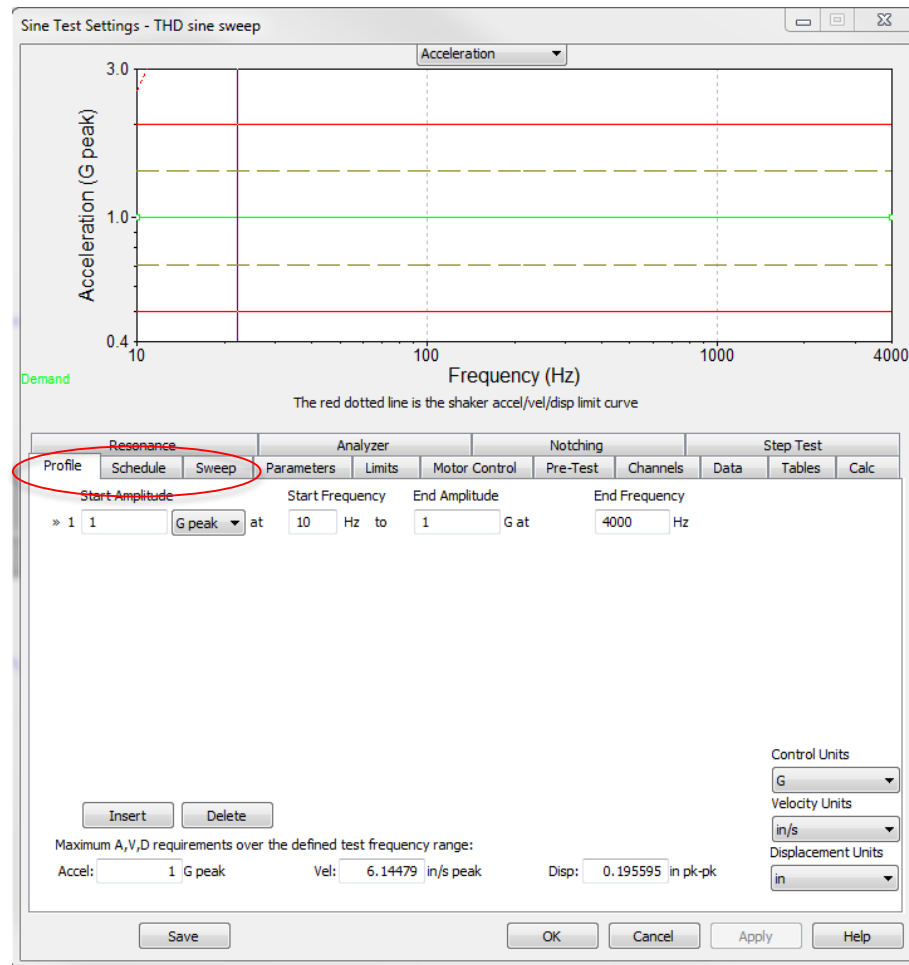 Sine Test Settings - THD sine sweep
Acceleration
3.0
1.0
0.4
Acceleration (G peak)
10 100 1000 4000
Demand
Frequency (Hz)
The red dotted line is the shaker accel/vel/disp limit curve
Resonance Analyzer Notching Step Test
Profile Schedule Sweep Parameters Limits Motor Control Pre-Test Channels Data Tables Calc
Start Amplitude Start Frequency End Amplitude End Frequency
» 1 1 G peak at 10 Hz to 1 G at 4000 Hz
Control Units
G
Velocity Units
in/s
Displacement Units
in
Insert Delete
Maximum A,V,D requirements over the defined test frequency range:
Accel: 1 G peak Vel: 6.14479 in/s peak Disp: 0.195595 in pk-pk
Save OK Cancel Apply Help